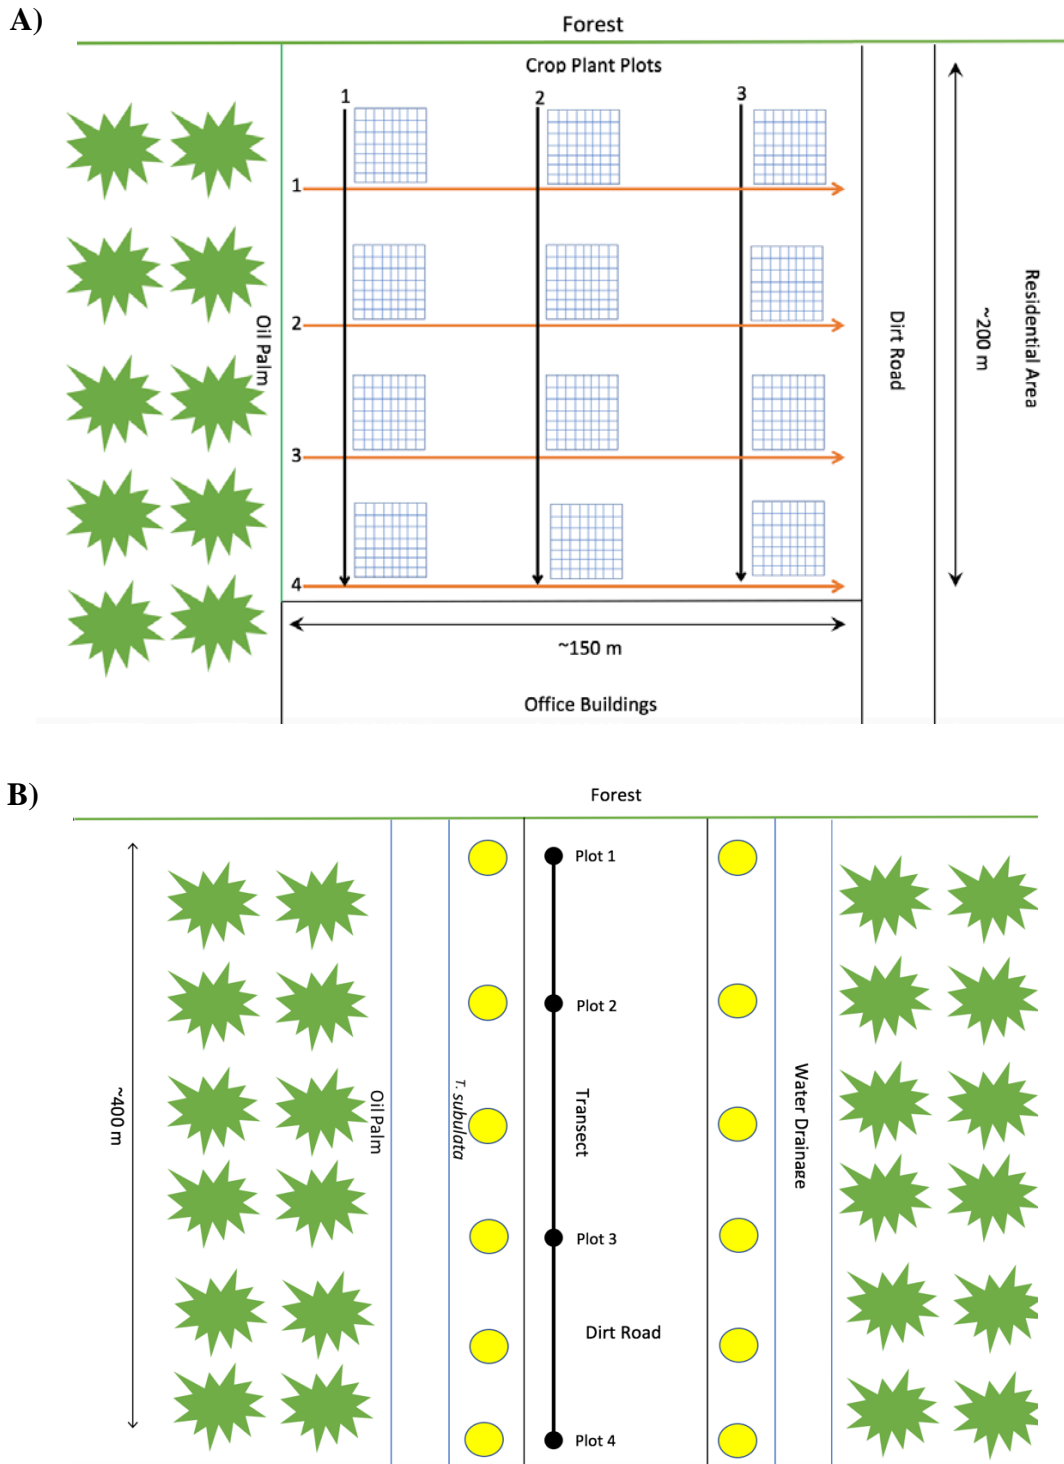 A)
Forest
Crop Plant Plots
1
2
3
1
2
3
4
Oil Palm
Dirt Road
~200 m
Residential Area
~150 m
Office Buildings
B)
Forest
Plot 1
Plot 2
~400 m
Oil Palm
T. subulata
Transect
Water Drainage
Plot 3
Dirt Road
Plot 4